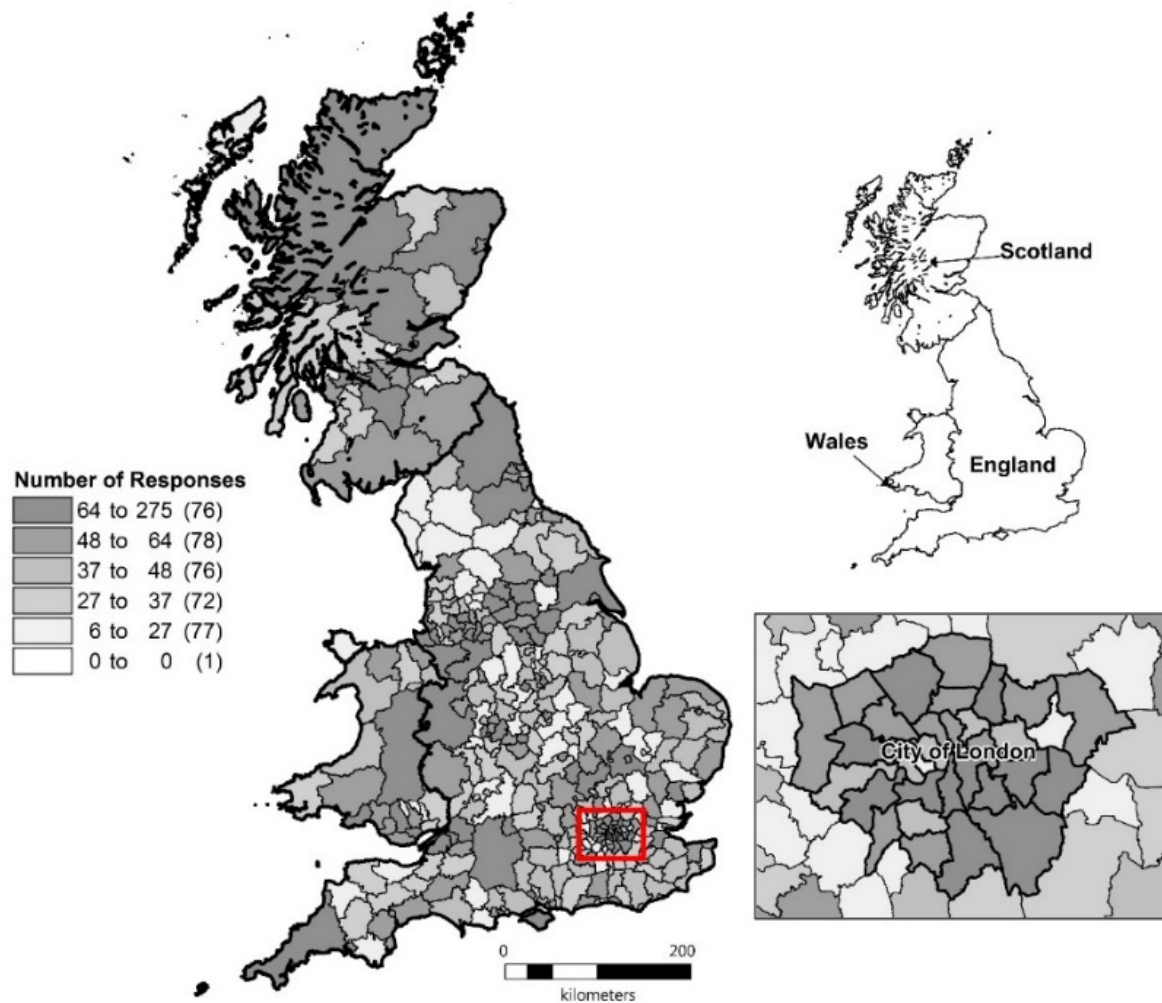 Scotland
Wales
England
Number of Responses
64 to 275 (76)
48 to 64 (78)
37 to 48 (76)
27 to 37 (72)
6 to 27 (77)
0 to 0 (1)
City of London
0 200
kilometers